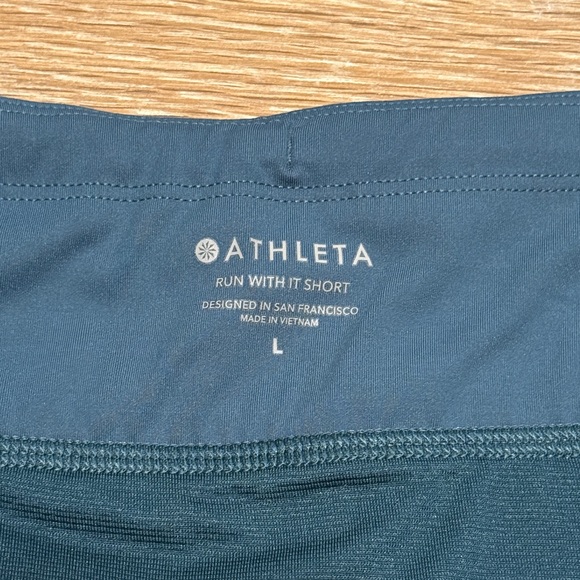 ATHLETA
RUN WITH IT SHORT
DESIGNED IN SAN FRANCISCO
MADE IN VIETNAM
L